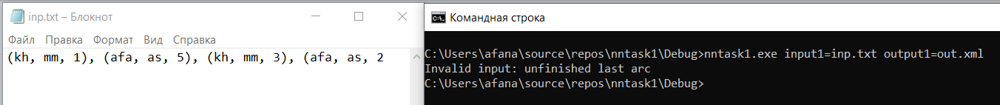 inp.txt – Блокнот
Файл Правка Формат Вид Справка
(kh, mm, 1), (afa, as, 5), (kh, mm, 3), (afa, as, 2
Командная строка
C:\Users\afana\source\repos\nntask1\Debug>nntask1.exe input1=inp.txt output1=out.xml
Invalid input: unfinished last arc
C:\Users\afana\source\repos\nntask1\Debug>